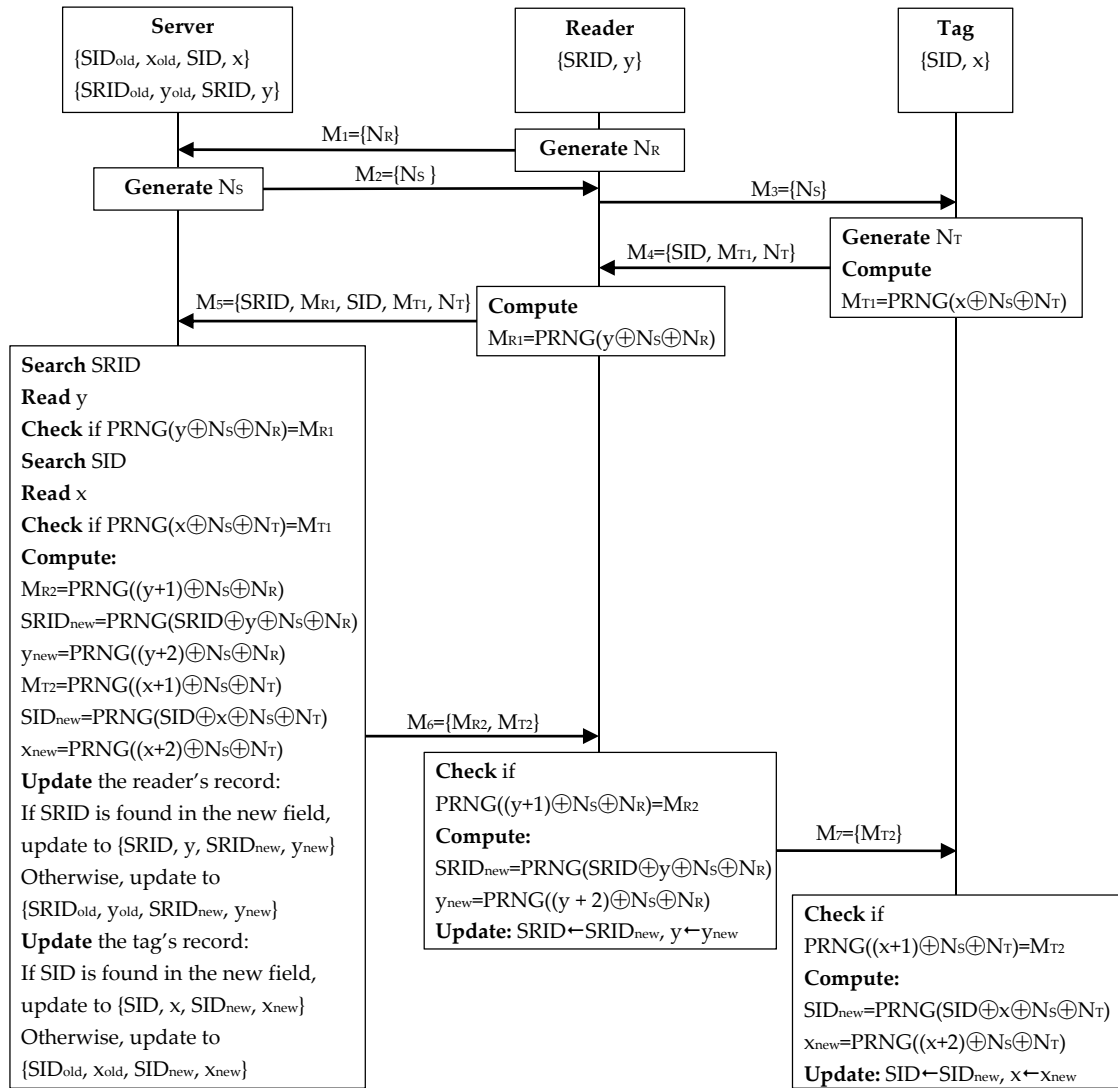 Server
{SIDold, xold, SID, x}
{SRIDold, yold, SRID, y}
Reader
{SRID, y}
Tag
{SID, x}
M1={NR}
Generate NR
Generate NS
M2={NS }
M3={NS}
Generate NT
Compute
MT1=PRNG(x⊕NS⊕NT)
M4={SID, MT1, NT}
M5={SRID, MR1, SID, MT1, NT}
Compute
MR1=PRNG(y⊕NS⊕NR)
Search SRID
Read y
Check if PRNG(y⊕NS⊕NR)=MR1
Search SID
Read x
Check if PRNG(x⊕NS⊕NT)=MT1
Compute:
MR2=PRNG((y+1)⊕NS⊕NR)
SRIDnew=PRNG(SRID⊕y⊕NS⊕NR)
ynew=PRNG((y+2)⊕NS⊕NR)
MT2=PRNG((x+1)⊕NS⊕NT)
SIDnew=PRNG(SID⊕x⊕NS⊕NT)
xnew=PRNG((x+2)⊕NS⊕NT)
Update the reader's record:
If SRID is found in the new field,
update to {SRID, y, SRIDnew, ynew}
Otherwise, update to
{SRIDold, yold, SRIDnew, ynew}
Update the tag's record:
If SID is found in the new field,
update to {SID, x, SIDnew, xnew}
Otherwise, update to
{SIDold, xold, SIDnew, xnew}
M6={MR2, MT2}
Check if
PRNG((y+1)⊕NS⊕NR)=MR2
Compute:
SRIDnew=PRNG(SRID⊕y⊕NS⊕NR)
ynew=PRNG((y + 2)⊕NS⊕NR)
Update: SRID←SRIDnew, y←ynew
M7={MT2}
Check if
PRNG((x+1)⊕NS⊕NT)=MT2
Compute:
SIDnew=PRNG(SID⊕x⊕NS⊕NT)
xnew=PRNG((x+2)⊕NS⊕NT)
Update: SID←SIDnew, x←xnew